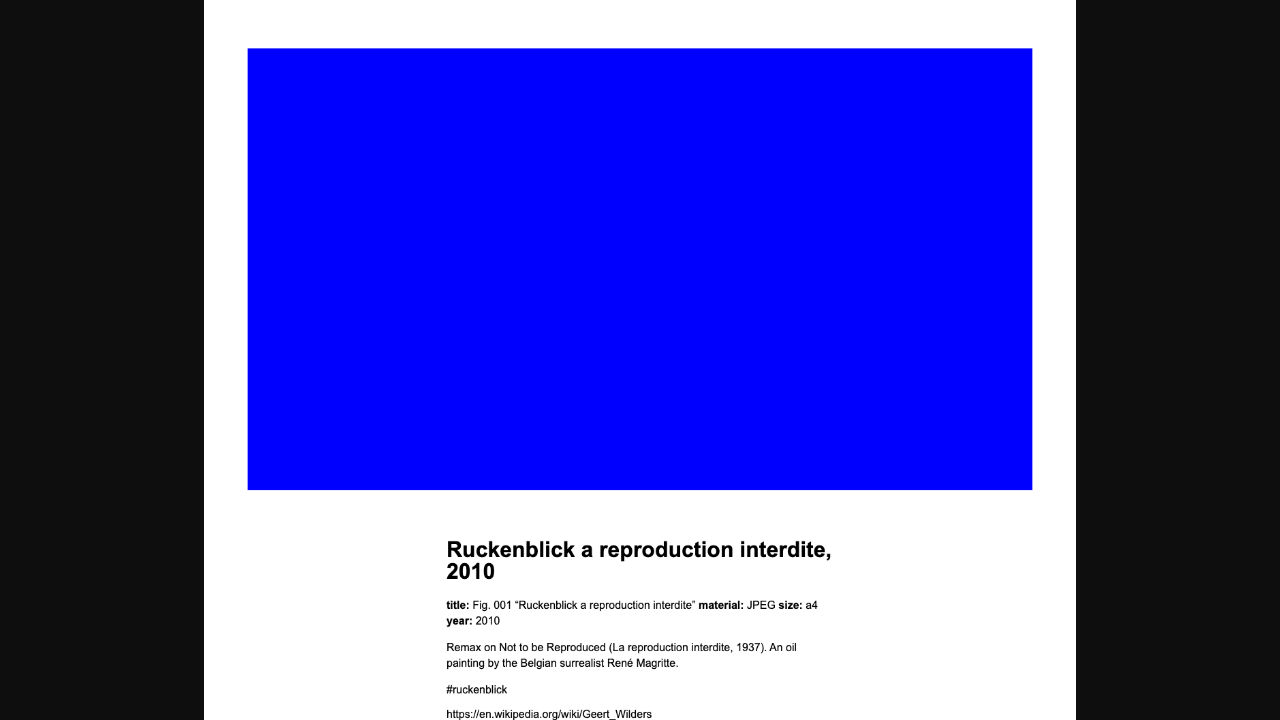 Ruckenblick a reproduction interdite,
2010
title: Fig. 001 “Ruckenblick a reproduction interdite” material: JPEG size: a4
year: 2010
Remax on Not to be Reproduced (La reproduction interdite, 1937). An oil
painting by the Belgian surrealist René Magritte.
#ruckenblick
https://en.wikipedia.org/wiki/Geert_Wilders